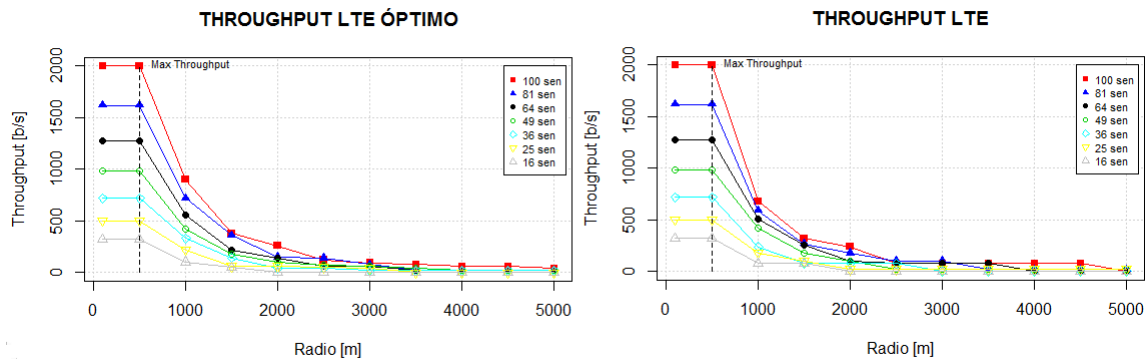 THROUGHPUT LTE ÓPTIMO
Throughput [b/s]
2000
1500
1000
500
0
Max Throughput
100 sen
81 sen
64 sen
49 sen
36 sen
25 sen
16 sen
0 1000 2000 3000 4000 5000
Radio [m]
THROUGHPUT LTE
Throughput [b/s]
2000
1500
1000
500
0
Max Throughput
100 sen
81 sen
64 sen
49 sen
36 sen
25 sen
16 sen
0 1000 2000 3000 4000 5000
Radio [m]